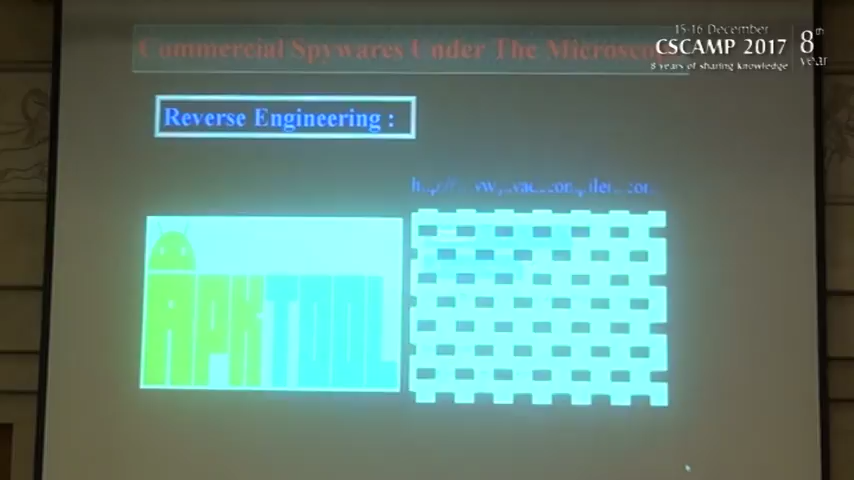 Commercial Spywares Under The
15-16 December
CSCAMP 2017
8 years of sharing knowledge
8th
year
Reverse Engineering :
APKTOOL